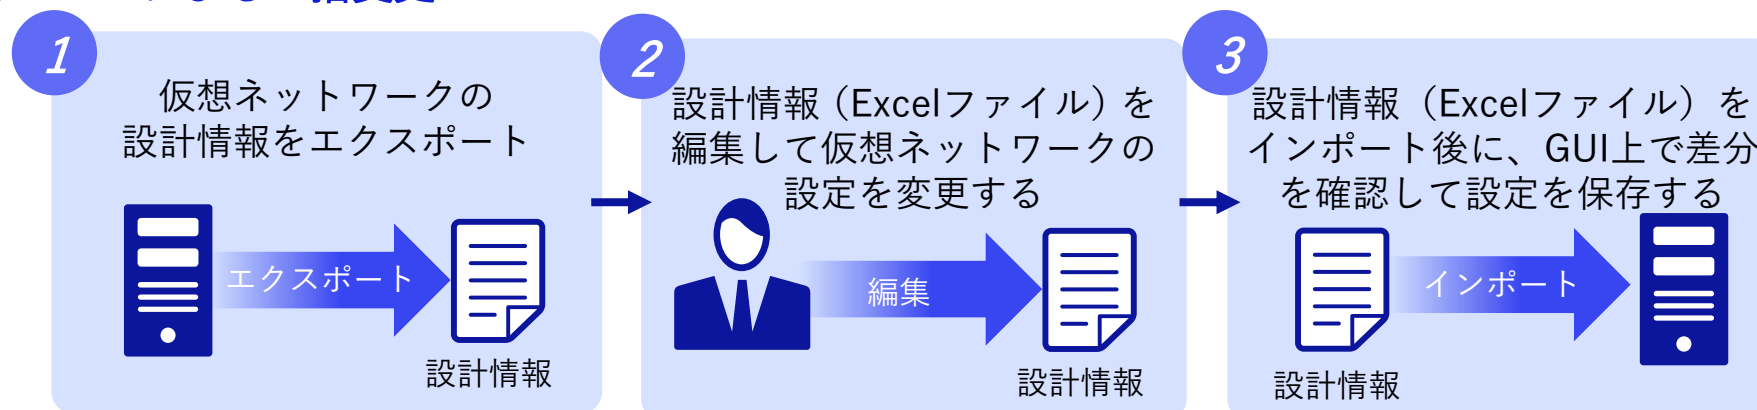 1
仮想ネットワークの
設計情報をエクスポート
エクスポート
設計情報
2
設計情報（Excelファイル）を
編集して仮想ネットワークの
設定を変更する
編集
設計情報
3
設計情報（Excelファイル）を
インポート後に、GUI上で差分
を確認して設定を保存する
インポート
設計情報